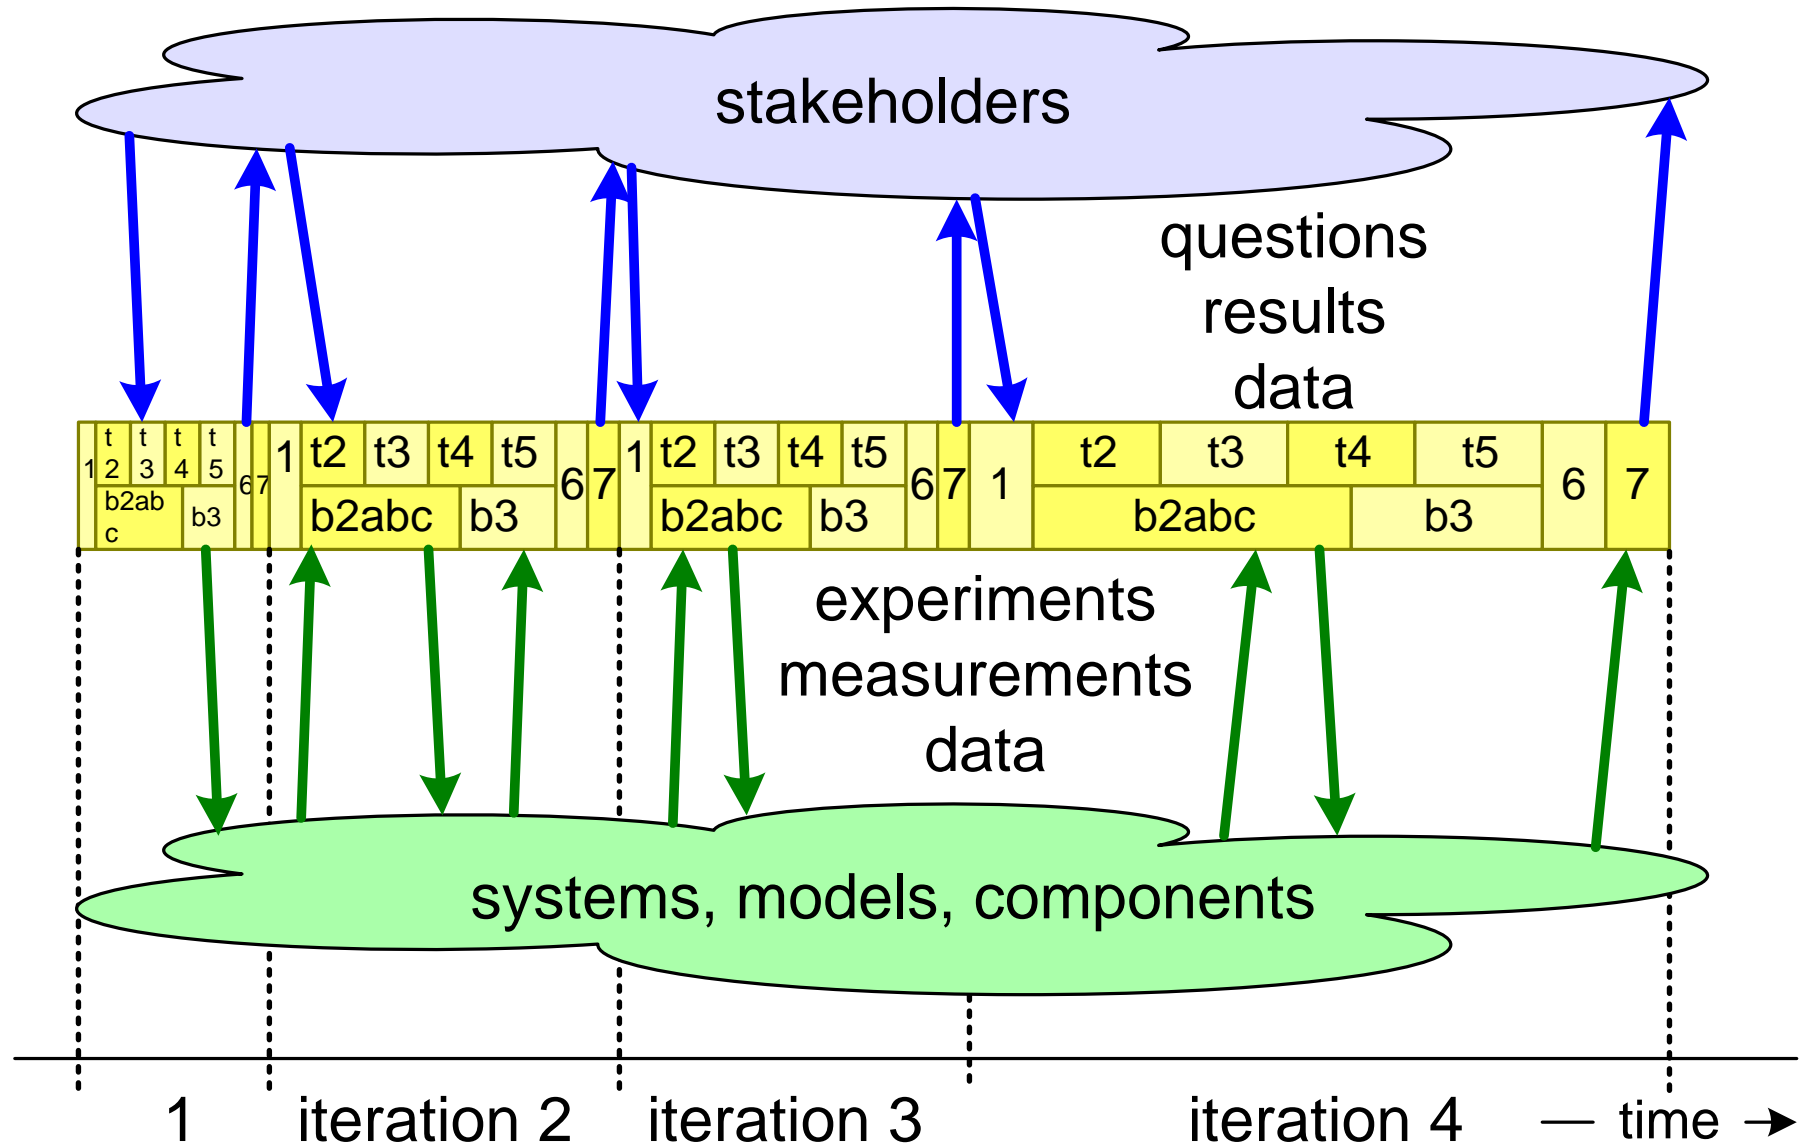 stakeholders
questions
results
data
1
t
2
t
3
t
4
t
5
b2ab
c
b3
6
7
1
t2
t3
t4
t5
b2abc
b3
6
7
1
t2
t3
t4
t5
b2abc
b3
6
7
1
t2
t3
t4
t5
b2abc
b3
6
7
experiments
measurements
data
systems, models, components
1
iteration 2
iteration 3
iteration 4
time